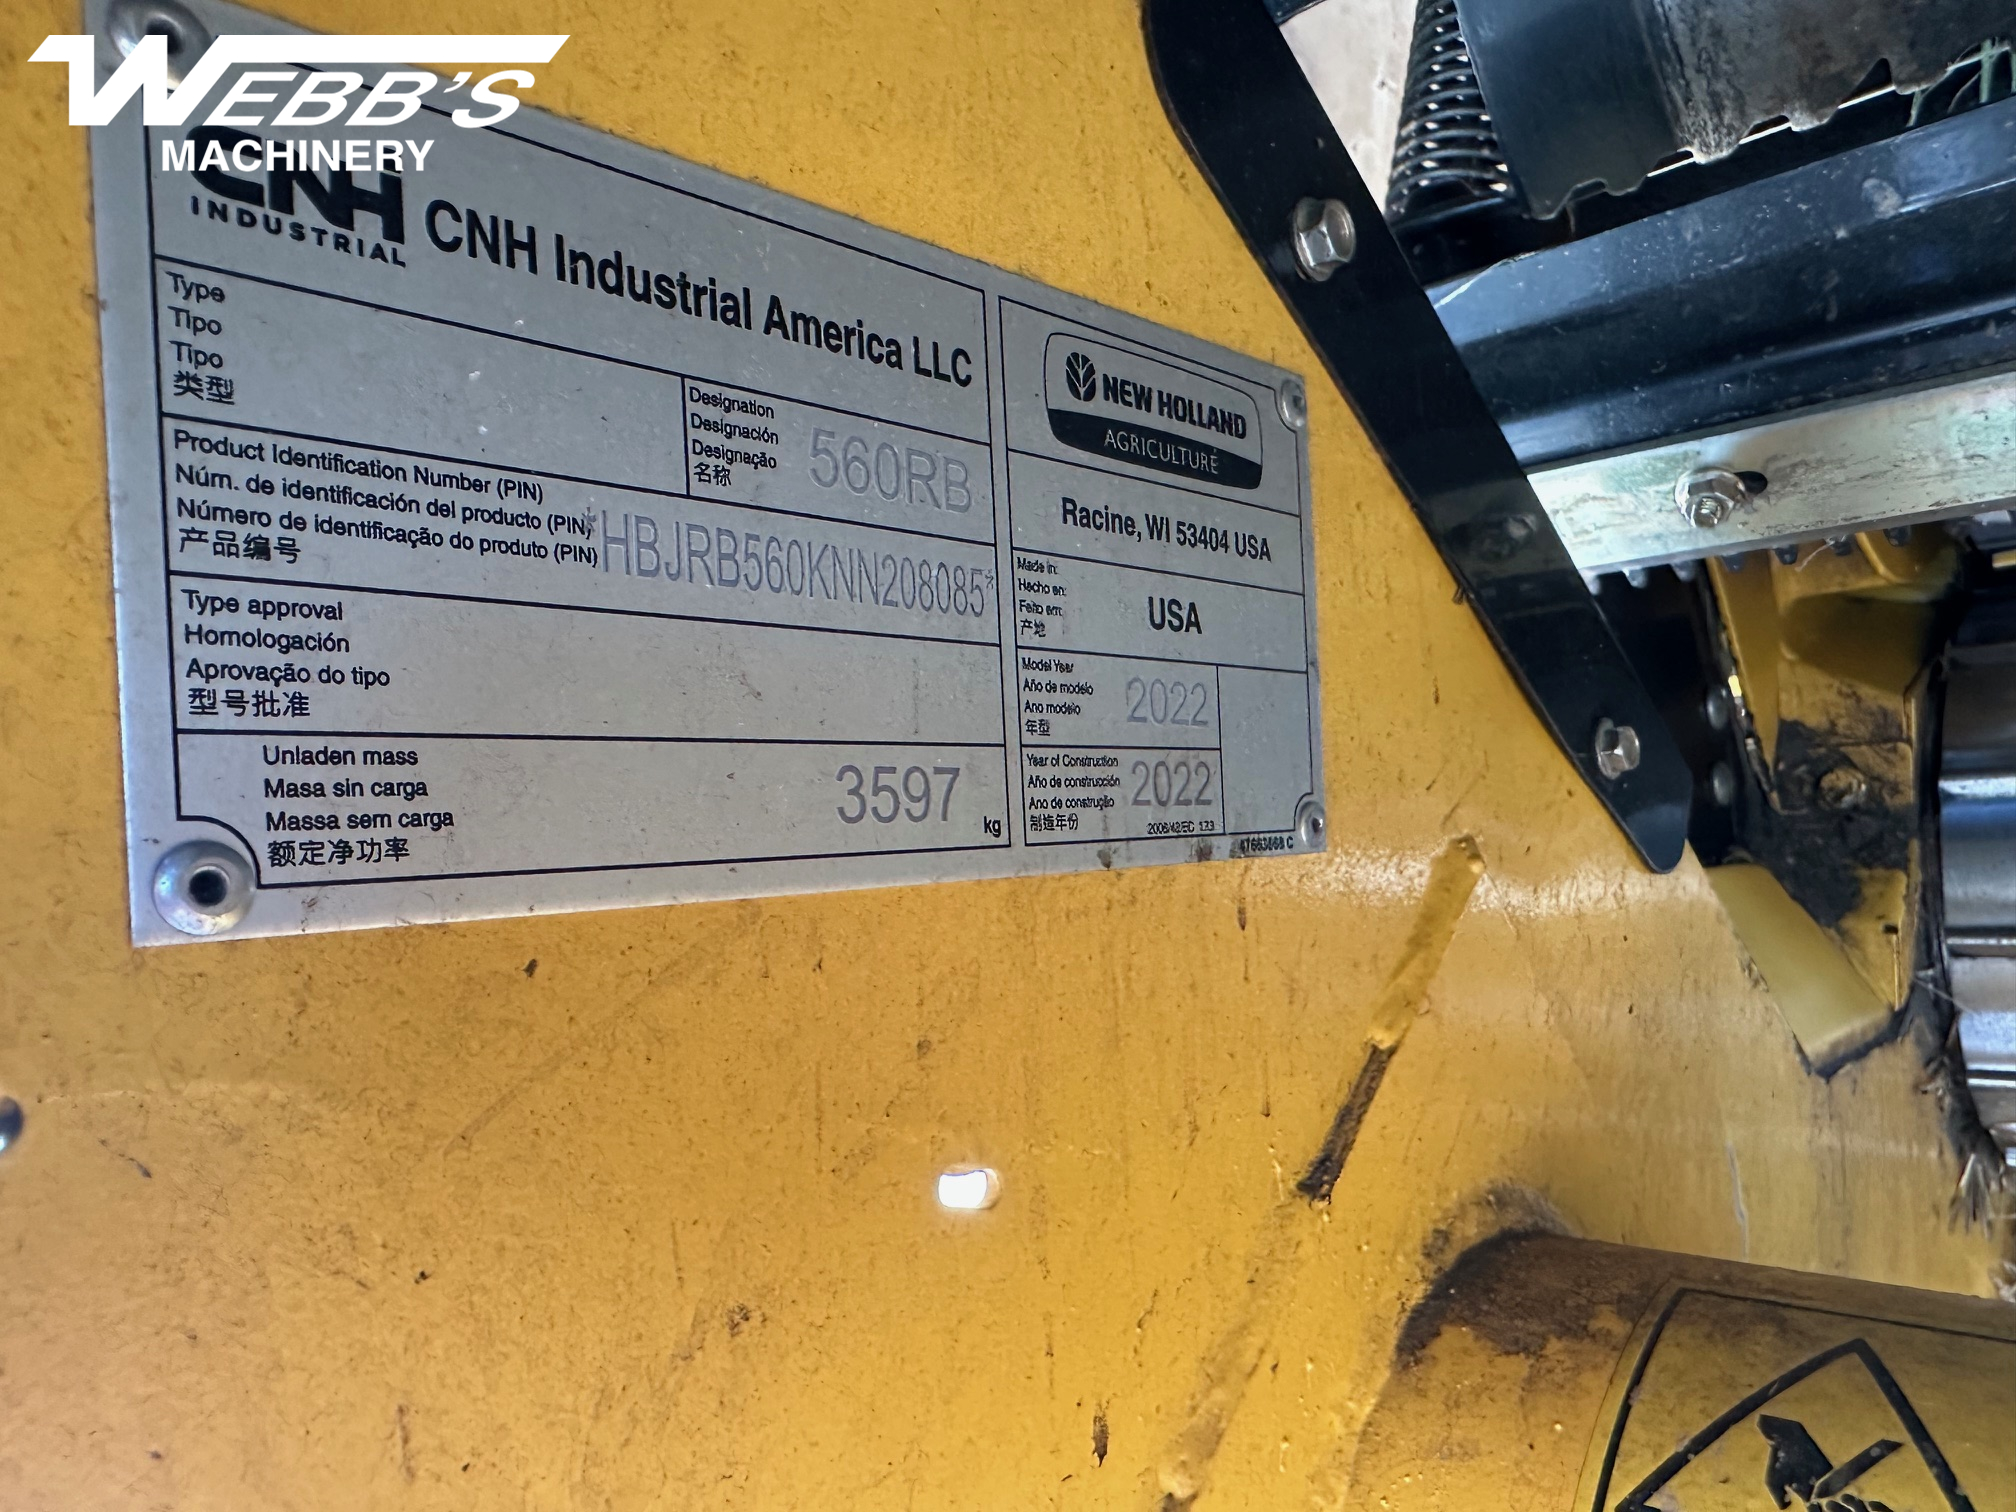 WEBB'S
MACHINERY
CNH
INDUSTRIAL
CNH Industrial America LLC
Type
Tipo
Tipo
类型
Designation
Designación
Designação
名称
560RB
Product Identification Number (PIN)
Núm. de identificación del producto (PIN)
Número de identificação do produto (PIN)
产品编号
*HBJRB560KNN208085*
Type approval
Homologación
Aprovação do tipo
型号批准
Unladen mass
Masa sin carga
Massa sem carga
额定净功率
3597
kg
NEW HOLLAND
AGRICULTURE
Racine, WI 53404 USA
Made in:
Hecho en:
Feito em:
产地
USA
Model Year
Año de modelo
Ano modelo
年型
2022
Year of Construction
Año de construcción
Ano de construção
制造年份
2022